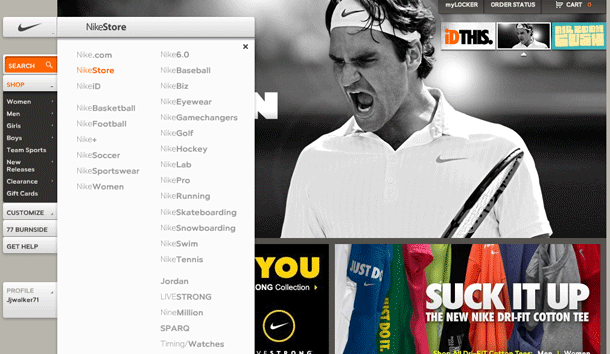 myLOCKER
ORDER STATUS
CART 0
NikeStore
iD THIS.
SEARCH
SHOP
Women
Men
Girls
Boys
Team Sports
New
Releases
Clearance
Gift Cards
CUSTOMIZE
77 BURNSIDE
GET HELP
PROFILE
Jjwalker71
Nike.com
NikeStore
NikeiD
NikeBasketball
NikeFootball
Nike+
NikeSoccer
NikeSportswear
NikeWomen
Nike6.0
NikeBaseball
NikeBiz
NikeEyewear
NikeGamechangers
NikeGolf
NikeHockey
NikeLab
NikePro
NikeRunning
NikeSkateboarding
NikeSnowboarding
NikeSwim
NikeTennis
Jordan
LIVESTRONG
NineMillion
SPARQ
Timing/Watches
N
YOU
ONG Collection
VESTRONG
JUST DO
JUST DO IT.
SUCK IT UP
THE NEW NIKE DRI-FIT COTTON TEE
Shop All Dri-FIT Cotton Tees: Men | Women